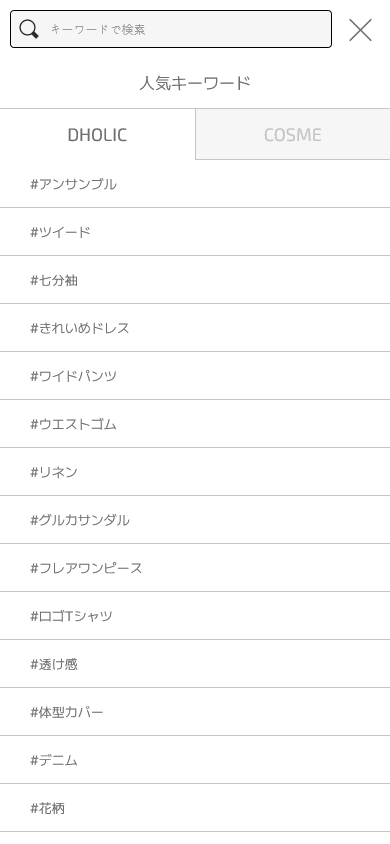 キーワードで検索
人気キーワード
DHOLIC
COSME
#アンサンブル
#ツイード
#七分袖
#きれいめドレス
#ワイドパンツ
#ウエストゴム
#リネン
#グルカサンダル
#フレアワンピース
#ロゴTシャツ
#透け感
#体型カバー
#デニム
#花柄